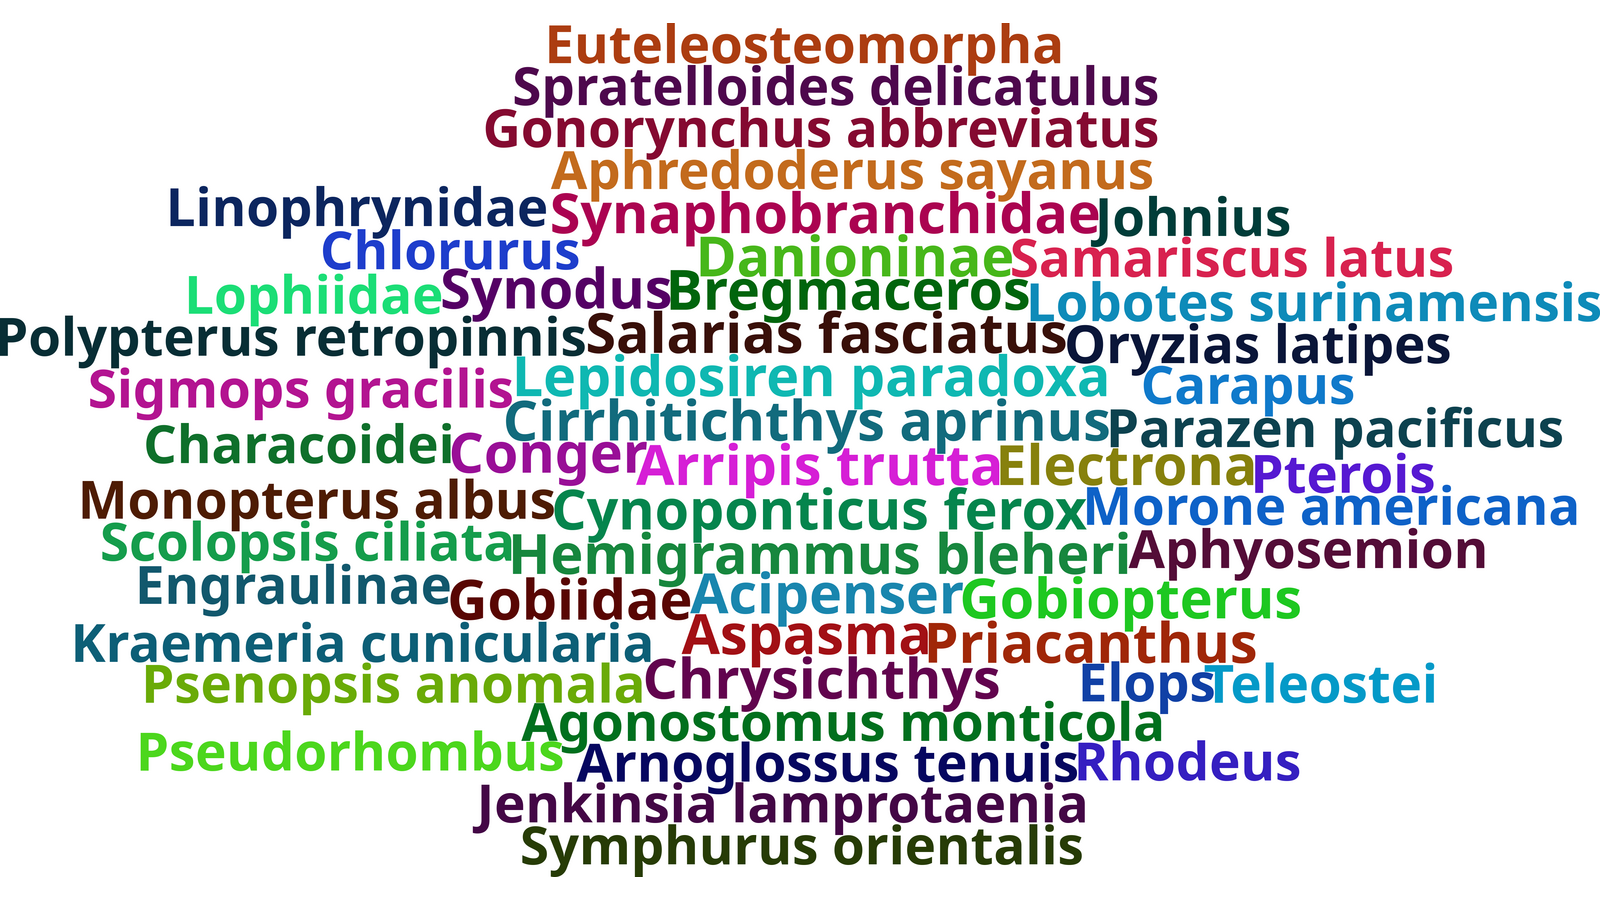 Euteleosteomorpha
Spratelloides delicatulus
Gonorynchus abbreviatus
Aphredoderus sayanus
Linophrynidae Synaphobranchidae Johnius
Chlorurus Danioninae Samariscus latus
Lophiidae Synodus Bregmaceros Lobotes surinamensis
Polypterus retropinnis Salarias fasciatus Oryzias latipes
Sigmops gracilis Lepidosiren paradoxa Carapus
Cirrhitichthys aprinus Parazen pacificus
Characoidei Conger Arripis trutta Electrona Pterois
Monopterus albus Cynoponticus ferox Morone americana
Scolopsis ciliata Hemigrammus bleheri Aphyosemion
Engraulinae Gobiidae Acipenser Gobiopterus
Kraemeria cunicularia Aspasma Priacanthus
Psenopsis anomala Chrysichthys Elops Teleostei
Agonostomus monticola
Pseudorhombus Arnoglossus tenuis Rhodeus
Jenkinsia lamprotaenia
Symphurus orientalis